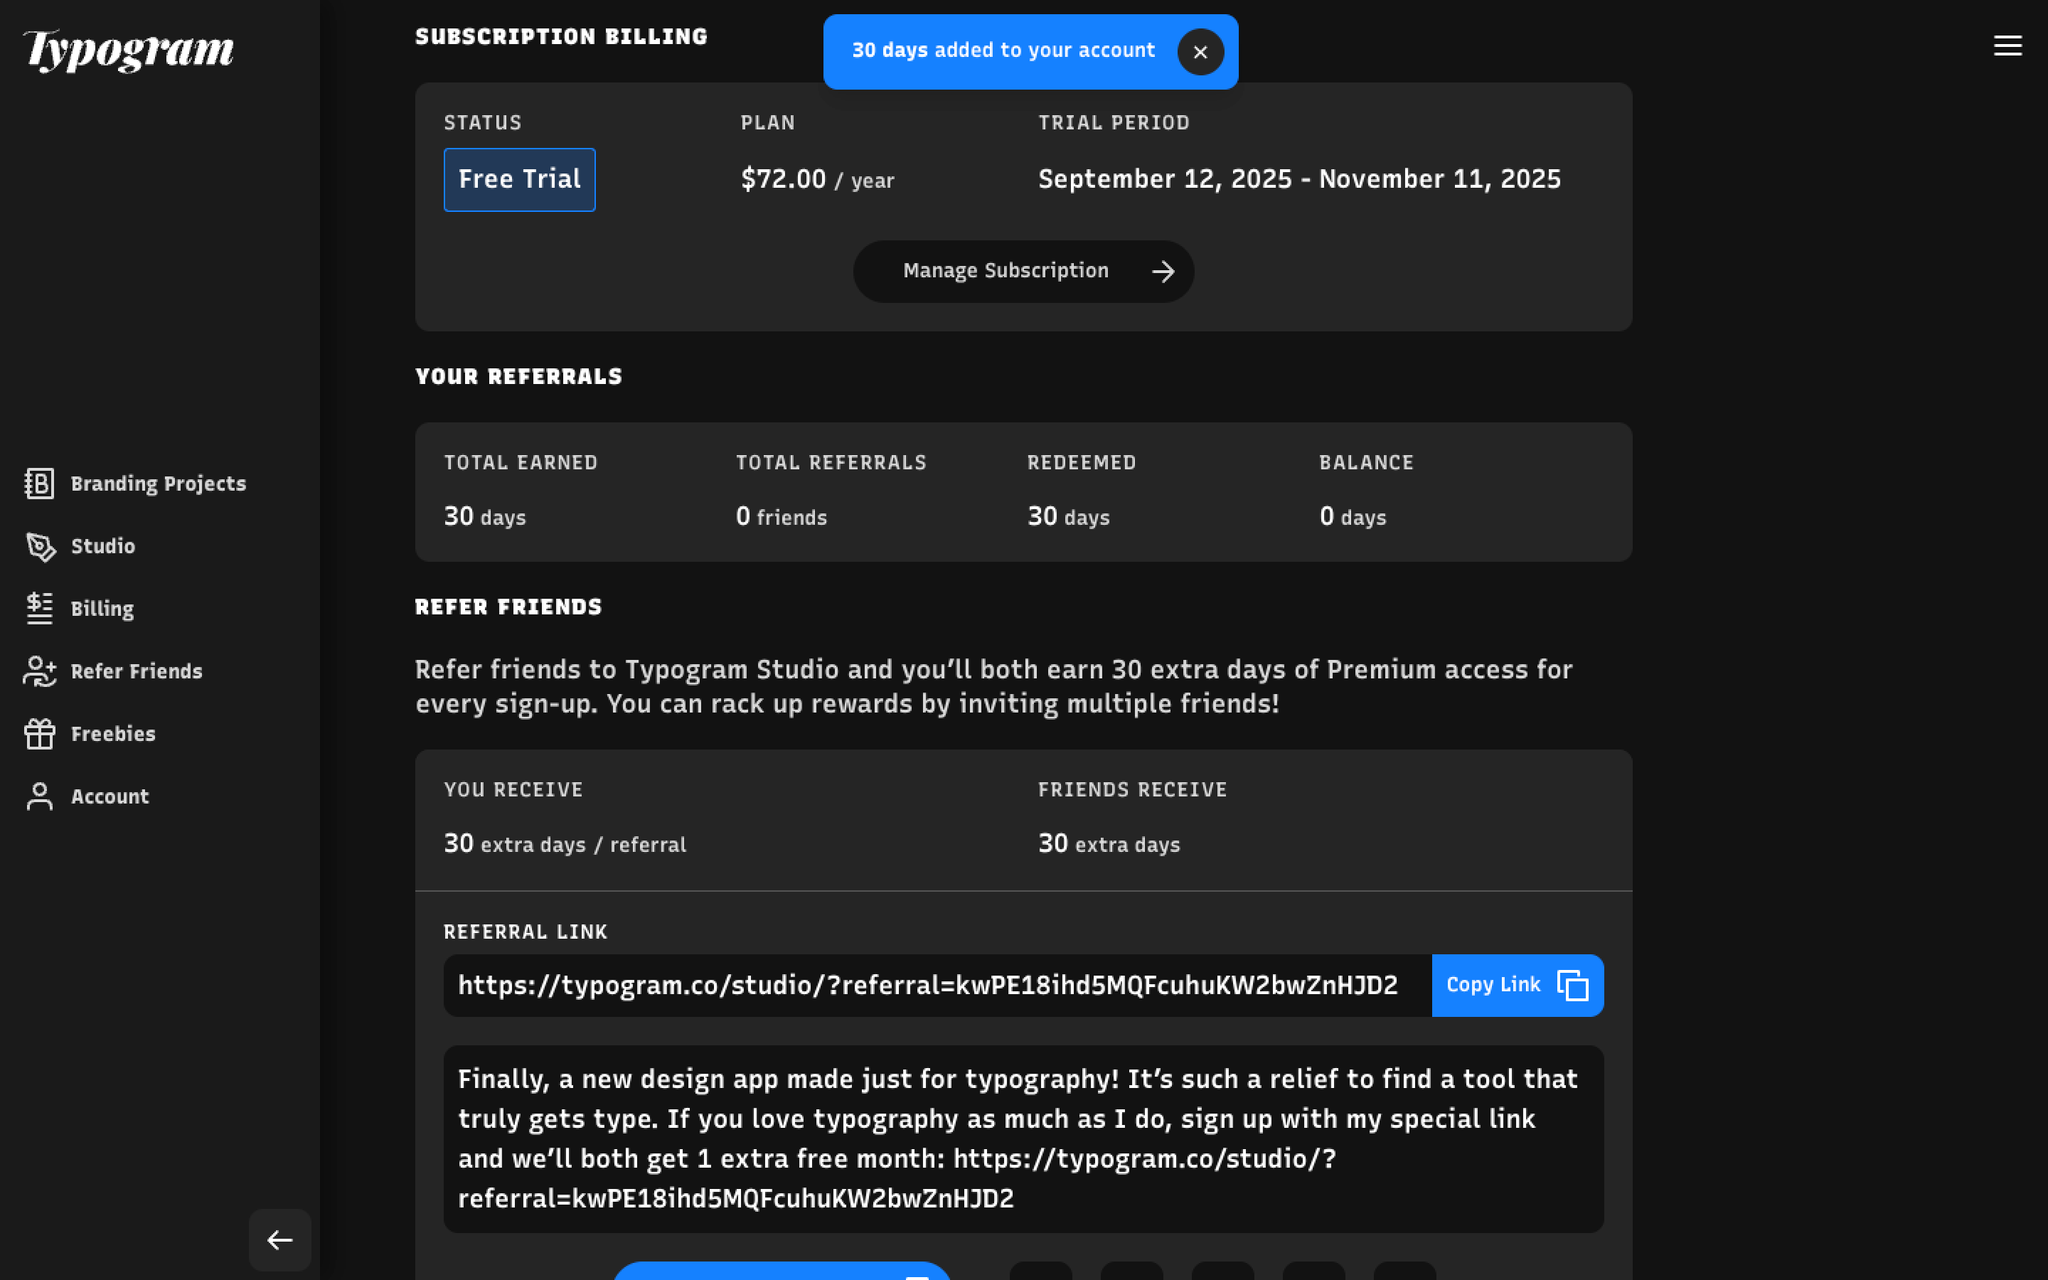 Typogram
Branding Projects
Studio
Billing
Refer Friends
Freebies
Account
30 days added to your account
SUBSCRIPTION BILLING
STATUS
PLAN
TRIAL PERIOD
Free Trial
$72.00 / year
September 12, 2025 - November 11, 2025
Manage Subscription
YOUR REFERRALS
TOTAL EARNED
TOTAL REFERRALS
REDEEMED
BALANCE
30 days
0 friends
30 days
0 days
REFER FRIENDS
Refer friends to Typogram Studio and you’ll both earn 30 extra days of Premium access for
every sign-up. You can rack up rewards by inviting multiple friends!
YOU RECEIVE
FRIENDS RECEIVE
30 extra days / referral
30 extra days
REFERRAL LINK
https://typogram.co/studio/?referral=kwPE18ihd5MQFcuhuKW2bwZnHJD2
Copy Link
Finally, a new design app made just for typography! It’s such a relief to find a tool that
truly gets type. If you love typography as much as I do, sign up with my special link
and we’ll both get 1 extra free month: https://typogram.co/studio/?
referral=kwPE18ihd5MQFcuhuKW2bwZnHJD2